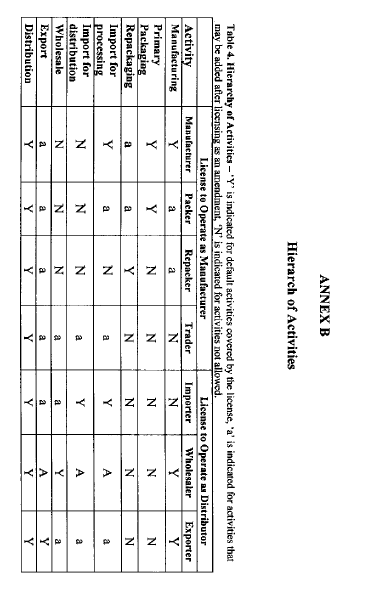 ANNEX B
Hierarch of Activities
Table 4. Hierarchy of Activities – 'Y' is indicated for default activities covered by the license, 'a' is indicated for activities that
may be added after licensing as an amendment, 'N' is indicated for activities not allowed.
License to Operate as Manufacturer License to Operate as Distributor
Activity Manufacturer Packer Repacker Trader Importer Wholesaler Exporter
Manufacturing Y a a N N Y Y
Primary
Packaging Y Y N N N N N
Repackaging a a Y N N N N
Import for
processing Y a N a Y A a
Import for
distribution N N N a Y A a
Wholesale N N N a a Y a
Export a a a a a A Y
Distribution Y Y Y Y Y Y Y